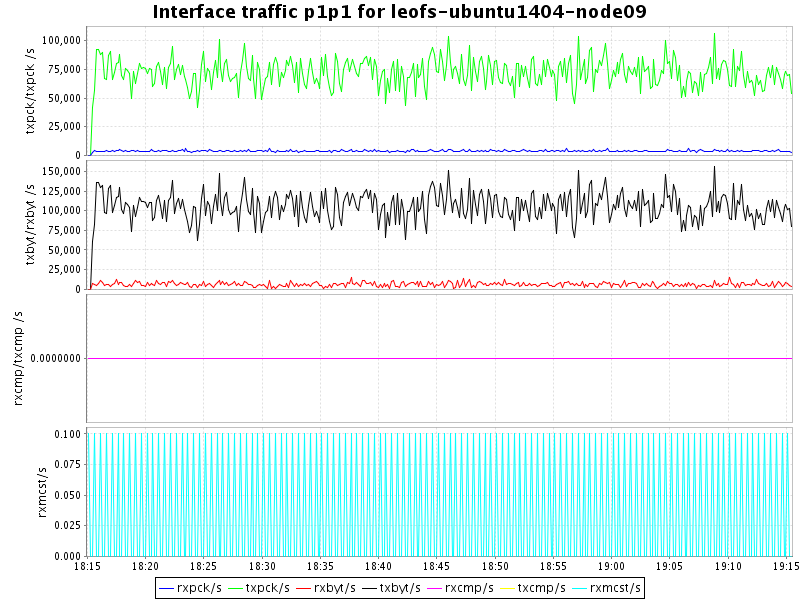 Interface traffic p1p1 for leofs-ubuntu1404-node09
txpck/txpck /s
100,000
75,000
50,000
25,000
0
txbyt/rxbyt /s
150,000
125,000
100,000
75,000
50,000
25,000
0
rxcmp/txcmp /s
0.0000000
rxmcst/s
0.100
0.075
0.050
0.025
0.000
18:15 18:20 18:25 18:30 18:35 18:40 18:45 18:50 18:55 19:00 19:05 19:10 19:15
rxpck/s txpck/s rxbyt/s txbyt/s rxcmp/s txcmp/s rxmcst/s